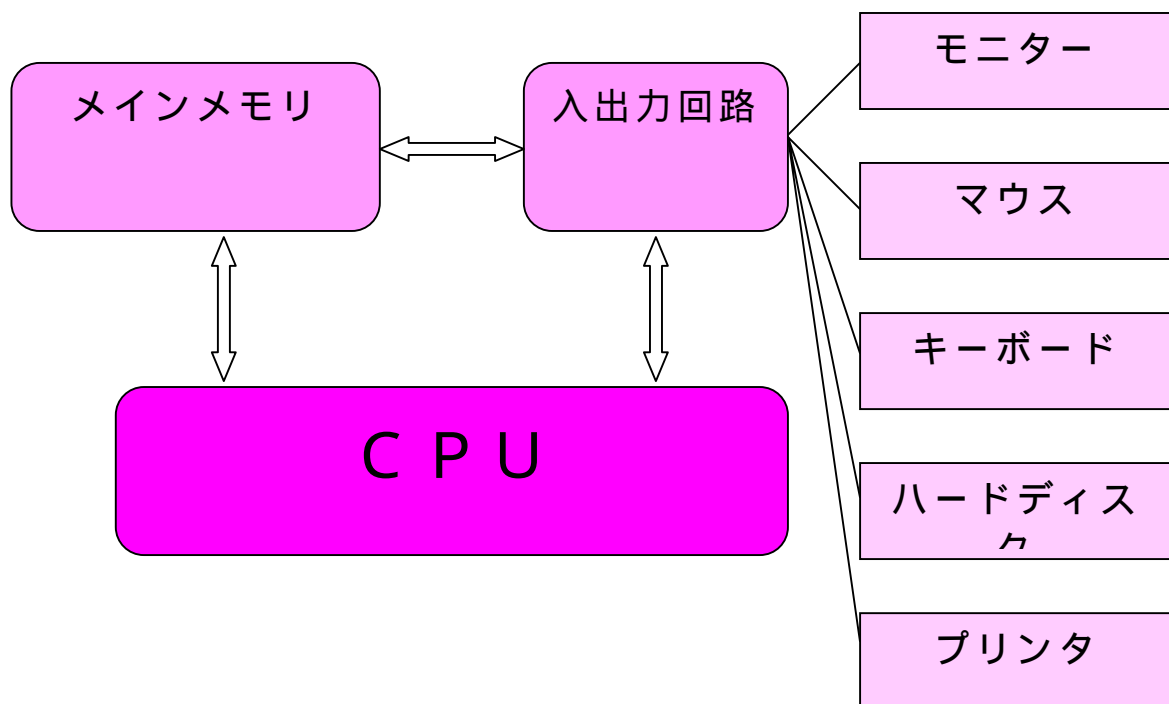 モニター
メインメモリ
入出力回路
マウス
キーボード
ＣＰＵ
ハードディス
ク
プリンタ